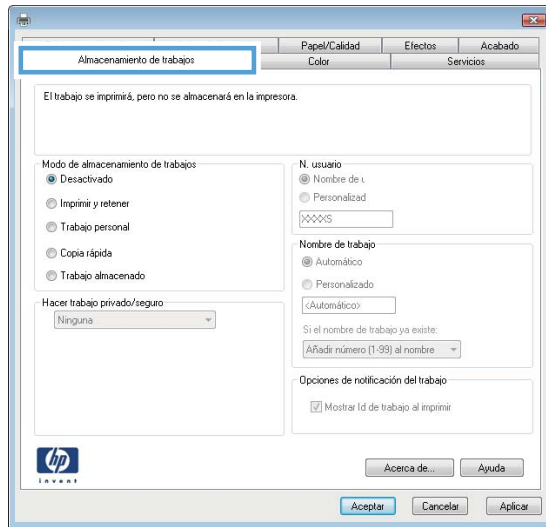 Papel/Calidad Efectos Acabado
Almacenamiento de trabajos Color Servicios
El trabajo se imprimirá, pero no se almacenará en la impresora.
Modo de almacenamiento de trabajos
Desactivado
Imprimir y retener
Trabajo personal
Copia rápida
Trabajo almacenado
Hacer trabajo privado/seguro
Ninguna
N. usuario
Nombre de u
Personalizad
XXXXS
Nombre de trabajo
Automático
Personalizado
<Automático>
Si el nombre de trabajo ya existe:
Añadir número (1-99) al nombre
Opciones de notificación del trabajo
Mostrar Id de trabajo al imprimir
hp
invent
Acerca de... Ayuda
Aceptar Cancelar Aplicar